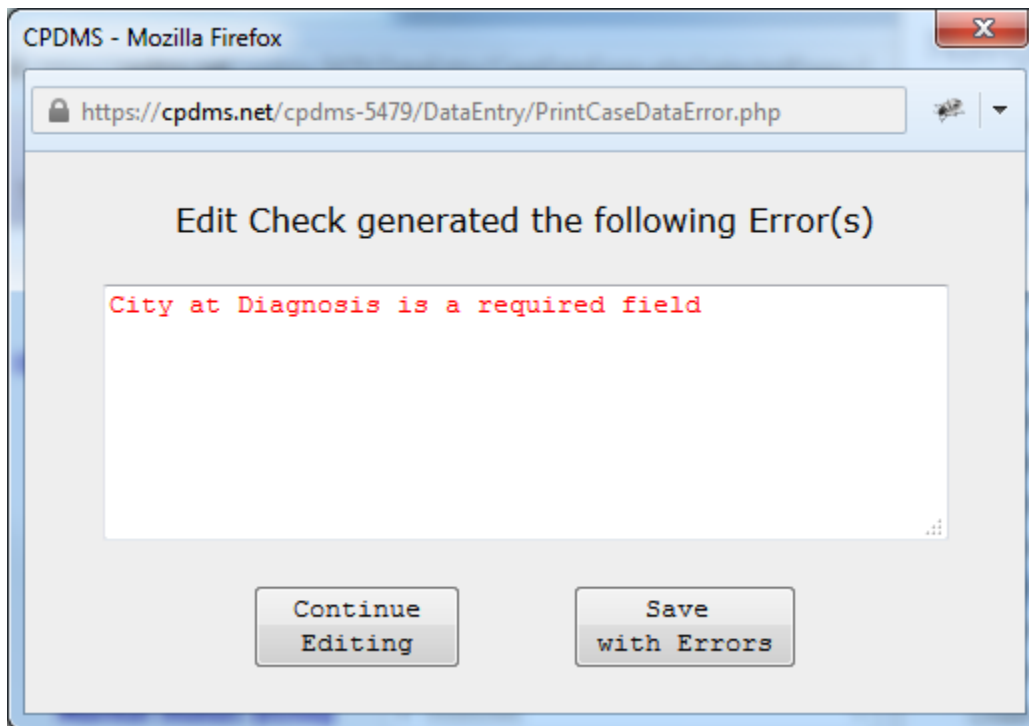 CPDMS - Mozilla Firefox
https://cpdms.net/cpdms-5479/DataEntry/PrintCaseDataError.php
Edit Check generated the following Error(s)
City at Diagnosis is a required field
Continue
Editing
Save
with Errors